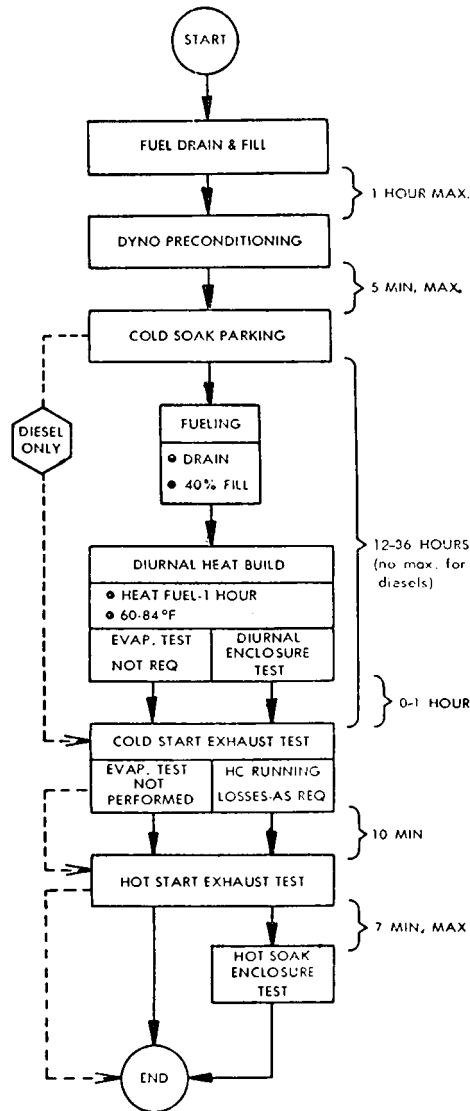 START
FUEL DRAIN & FILL
1 HOUR MAX.
DYNO PRECONDITIONING
5 MIN. MAX.
COLD SOAK PARKING
FUELING
DIESEL
ONLY
● DRAIN
● 40% FILL
12-36 HOURS
(no max. for
diesels)
DIURNAL HEAT BUILD
● HEAT FUEL-1 HOUR
● 60-84°F
EVAP. TEST
NOT REQ
DIURNAL
ENCLOSURE
TEST
0-1 HOUR
COLD START EXHAUST TEST
EVAP. TEST
NOT
PERFORMED
HC RUNNING
LOSSES-AS REQ
10 MIN
HOT START EXHAUST TEST
7 MIN. MAX
HOT SOAK
ENCLOSURE
TEST
END